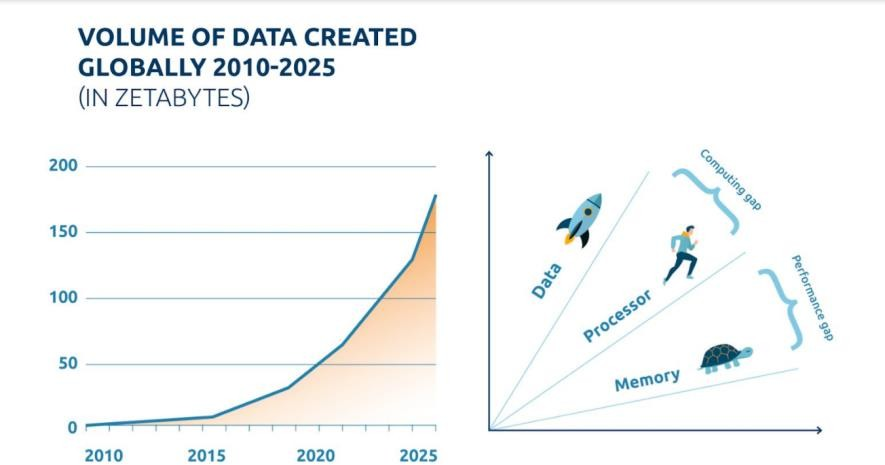 VOLUME OF DATA CREATED
GLOBALLY 2010-2025
(IN ZETABYTES)
200
150
100
50
0
2010
2015
2020
2025
Computing gap
Data
Processor
Performance gap
Memory